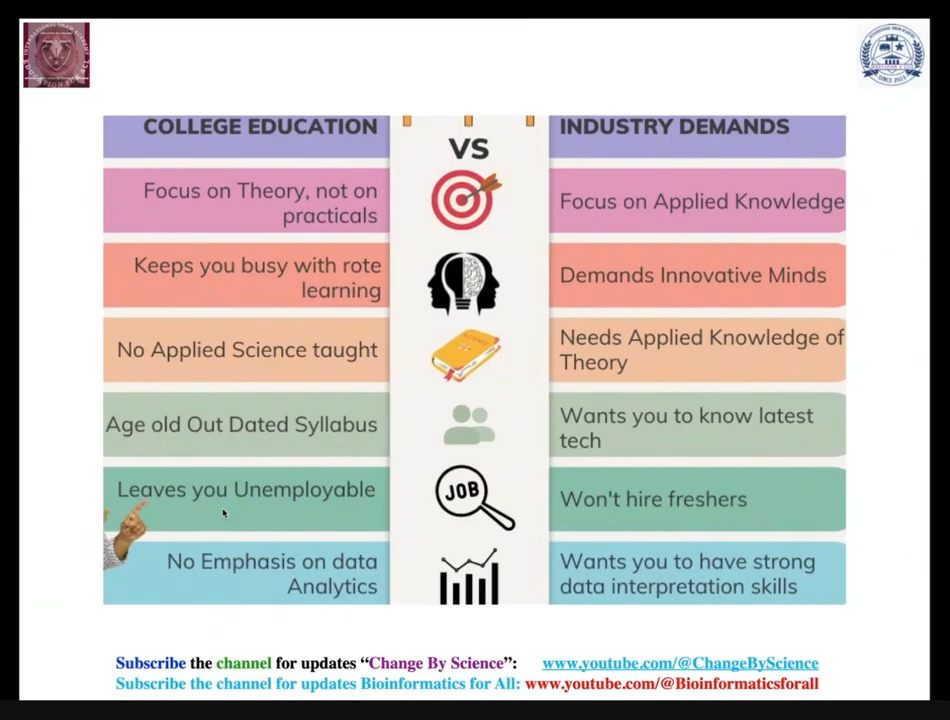 COLLEGE EDUCATION
VS
INDUSTRY DEMANDS
Focus on Theory, not on
practicals
Focus on Applied Knowledge
Keeps you busy with rote
learning
Demands Innovative Minds
No Applied Science taught
Needs Applied Knowledge of
Theory
Age old Out Dated Syllabus
Wants you to know latest
tech
Leaves you Unemployable
JOB
Won't hire freshers
No Emphasis on data
Analytics
Wants you to have strong
data interpretation skills
Subscribe the channel for updates “Change By Science”: www.youtube.com/@ChangeByScience
Subscribe the channel for updates Bioinformatics for All: www.youtube.com/@Bioinformaticsforall